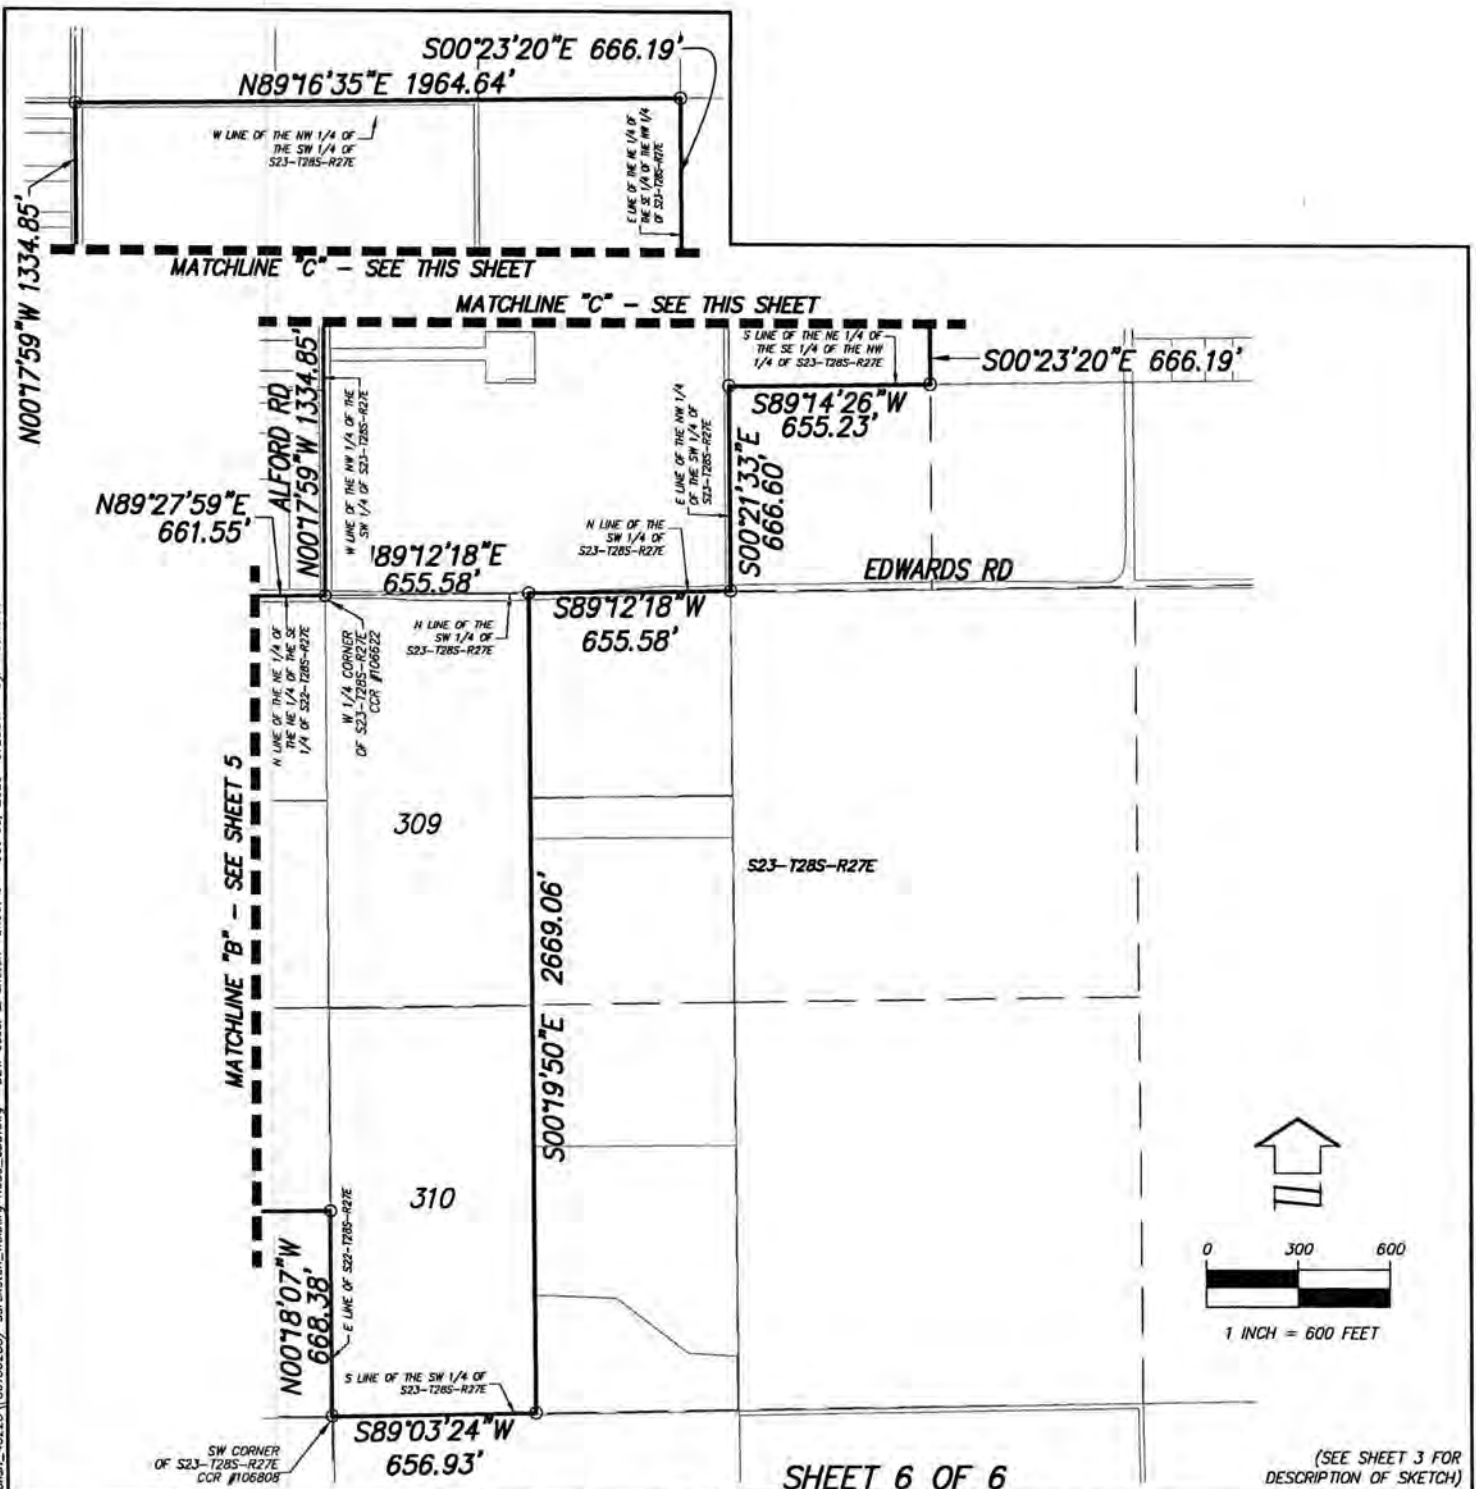 S00°23'20"E 666.19'
N89°16'35"E 1964.64'
W LINE OF THE NW 1/4 OF
THE SW 1/4 OF
S23-T28S-R27E
E LINE OF THE NE 1/4 OF
THE SE 1/4 OF THE NW 1/4
OF S23-T28S-R27E
N00°17'59"W 1334.85'
MATCHLINE "C" - SEE THIS SHEET
MATCHLINE "C" - SEE THIS SHEET
S LINE OF THE NE 1/4 OF
THE SE 1/4 OF THE NW
1/4 OF S23-T28S-R27E
S00°23'20"E 666.19'
S89°14'26"W
655.23'
ALFORD RD
N00°17'59"W 1334.85'
W LINE OF THE NW 1/4 OF THE
SW 1/4 OF S23-T28S-R27E
E LINE OF THE NW 1/4
OF THE SW 1/4 OF
S23-T28S-R27E
S00°21'33"E
666.60'
N89°27'59"E
661.55'
N LINE OF THE
SW 1/4 OF
S23-T28S-R27E
89°12'18"E
655.58'
EDWARDS RD
S89°12'18"W
655.58'
N LINE OF THE
SW 1/4 OF
S23-T28S-R27E
N LINE OF THE NE 1/4 OF
THE NE 1/4 OF THE SE
1/4 OF S22-T28S-R27E
W 1/4 CORNER
OF S23-T28S-R27E
CCR #106622
MATCHLINE "B" - SEE SHEET 5
309
S23-T28S-R27E
S00°19'50"E 2669.06'
310
N00°18'07"W
668.38'
E LINE OF S22-T28S-R27E
S LINE OF THE SW 1/4 OF
S23-T28S-R27E
S89°03'24"W
656.93'
SW CORNER
OF S23-T28S-R27E
CCR #106808
0 300 600
1 INCH = 600 FEET
SHEET 6 OF 6
(SEE SHEET 3 FOR
DESCRIPTION OF SKETCH)